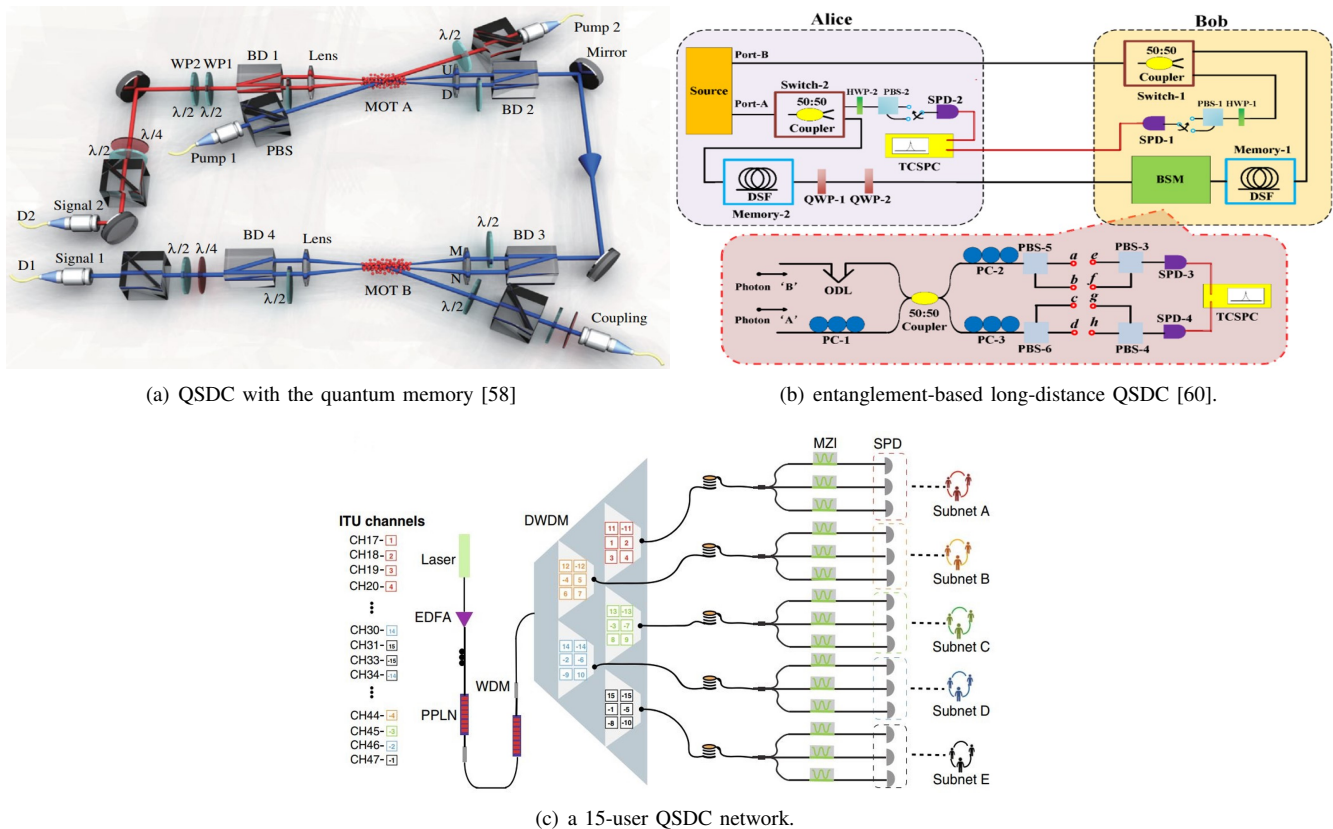 Pump 2
λ/2
Mirror
WP2 WP1
BD 1
Lens
U
D
λ/2 λ/2
MOT A
BD 2
λ/4
λ/2
Pump 1
PBS
Signal 2
D2
D1
Signal 1
λ/2
λ/4
BD 4
Lens
λ/2
M
N
BD 3
λ/2
MOT B
λ/2
Coupling
(a) QSDC with the quantum memory [58]
Alice
Bob
Port-B
Source
Port-A
Switch-2
50:50
Coupler
HWP-2
PBS-2
SPD-2
TCSPC
DSF
Memory-2
QWP-1
QWP-2
50:50
Coupler
Switch-1
PBS-1
HWP-1
SPD-1
Memory-1
BSM
DSF
Photon 'B'
ODL
Photon 'A'
PC-1
50:50
Coupler
PC-2
PC-3
PBS-5
PBS-6
a
b
c
d
e
f
g
h
PBS-3
PBS-4
SPD-3
SPD-4
TCSPC
(b) entanglement-based long-distance QSDC [60].
ITU channels
CH17- 1
CH18- 2
CH19- 3
CH20- 4
CH30- 14
CH31- 15
CH33- -15
CH34- -14
CH44- -4
CH45- -3
CH46- -2
CH47- -1
Laser
EDFA
PPLN
WDM
DWDM
11 -11
1 2
3 4
12 -12
-4 5
6 7
13 -13
-3 -7
8 9
14 -14
-2 -6
-9 10
15 -15
-1 -5
-8 -10
MZI
SPD
Subnet A
Subnet B
Subnet C
Subnet D
Subnet E
(c) a 15-user QSDC network.